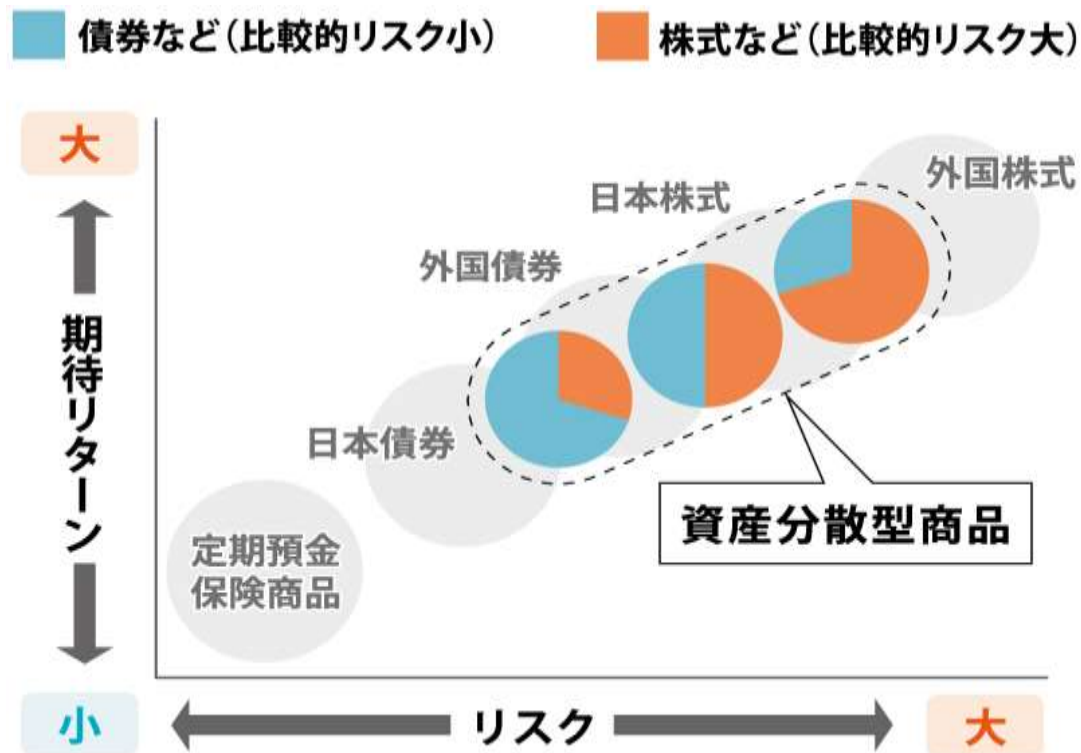 債券など(比較的リスク小)
株式など(比較的リスク大)
大
期待リターン
小
外国株式
日本株式
外国債券
日本債券
定期預金
保険商品
資産分散型商品
リスク
大